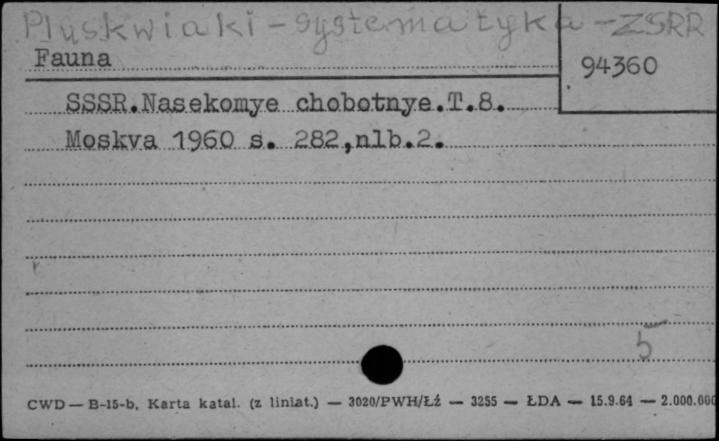 Pluskwiaki - systematyka - ZSRR
Fauna
94360
SSSR.Nasekomye chobotnye.T.8.
Moskva 1960 s. 282,nlb.2.
5
CWD — B-15-b, Karta katal. (z liniat.) — 3020/PWH/Łź — 3255 — ŁDA — 15.9.64 — 2.000.000